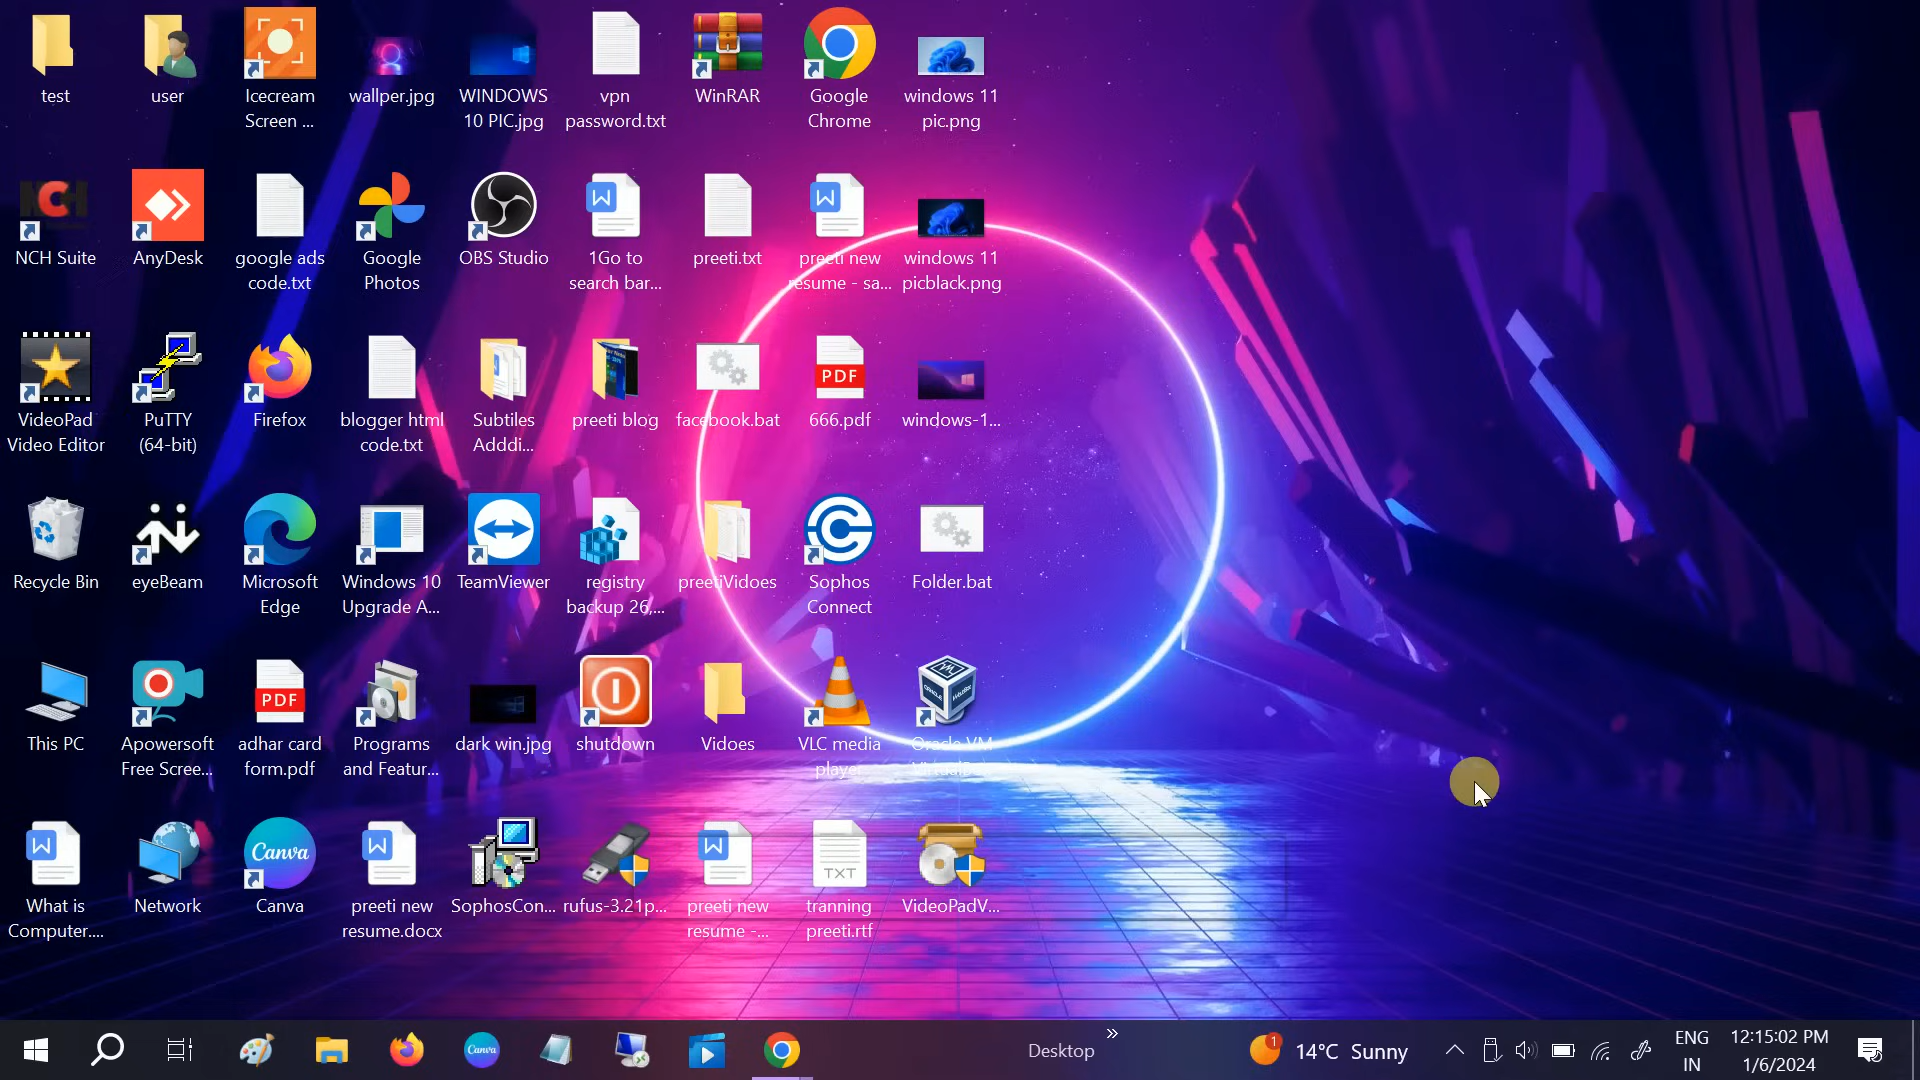 test
user
Icecream
Screen ...
wallper.jpg
WINDOWS
10 PIC.jpg
vpn
password.txt
WinRAR
Google
Chrome
windows 11
pic.png
NCH
NCH Suite
AnyDesk
google ads
code.txt
Google
Photos
OBS Studio
W
1Go to
search bar...
preeti.txt
W
preeti new
resume - sa...
windows 11
picblack.png
VideoPad
Video Editor
PuTTY
(64-bit)
Firefox
blogger html
code.txt
Subtiles
Adddi...
preeti blog
facebook.bat
PDF
666.pdf
windows-1...
Recycle Bin
eyeBeam
Microsoft
Edge
Windows 10
Upgrade A...
TeamViewer
registry
backup 26,...
preetiVidoes
Sophos
Connect
Folder.bat
This PC
Apowersoft
Free Scree...
PDF
adhar card
form.pdf
Programs
and Featur...
dark win.jpg
shutdown
Vidoes
VLC media
player
Oracle VM
W
What is
Computer....
Network
Canva
Canva
W
preeti new
resume.docx
SophosCon...
rufus-3.21p...
W
preeti new
resume -...
TXT
tranning
preeti.rtf
VideoPadV...
Canva
Desktop
1
14°C Sunny
ENG
IN
12:15:02 PM
1/6/2024